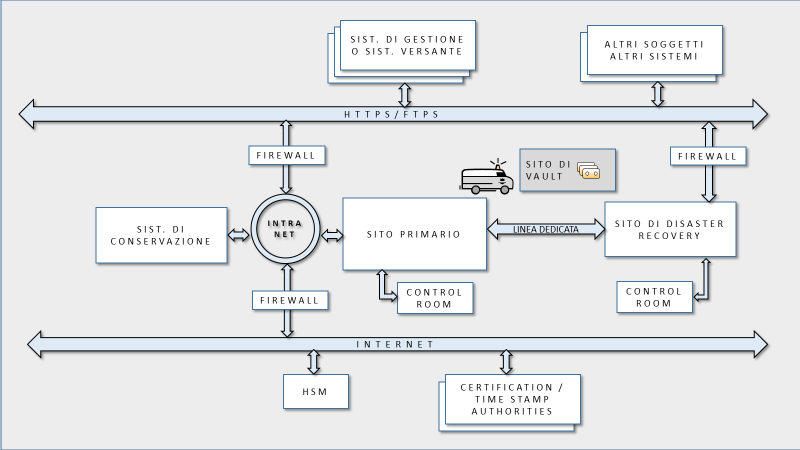 SIST. DI GESTIONE
O SIST. VERSANTE
ALTRI SOGGETTI
ALTRI SISTEMI
HTTPS/FTPS
FIREWALL
FIREWALL
SITO DI
VAULT
SIST. DI
CONSERVAZIONE
INTRA
NET
SITO PRIMARIO
LINEA DEDICATA
SITO DI DISASTER
RECOVERY
FIREWALL
CONTROL
ROOM
CONTROL
ROOM
INTERNET
HSM
CERTIFICATION /
TIME STAMP
AUTHORITIES